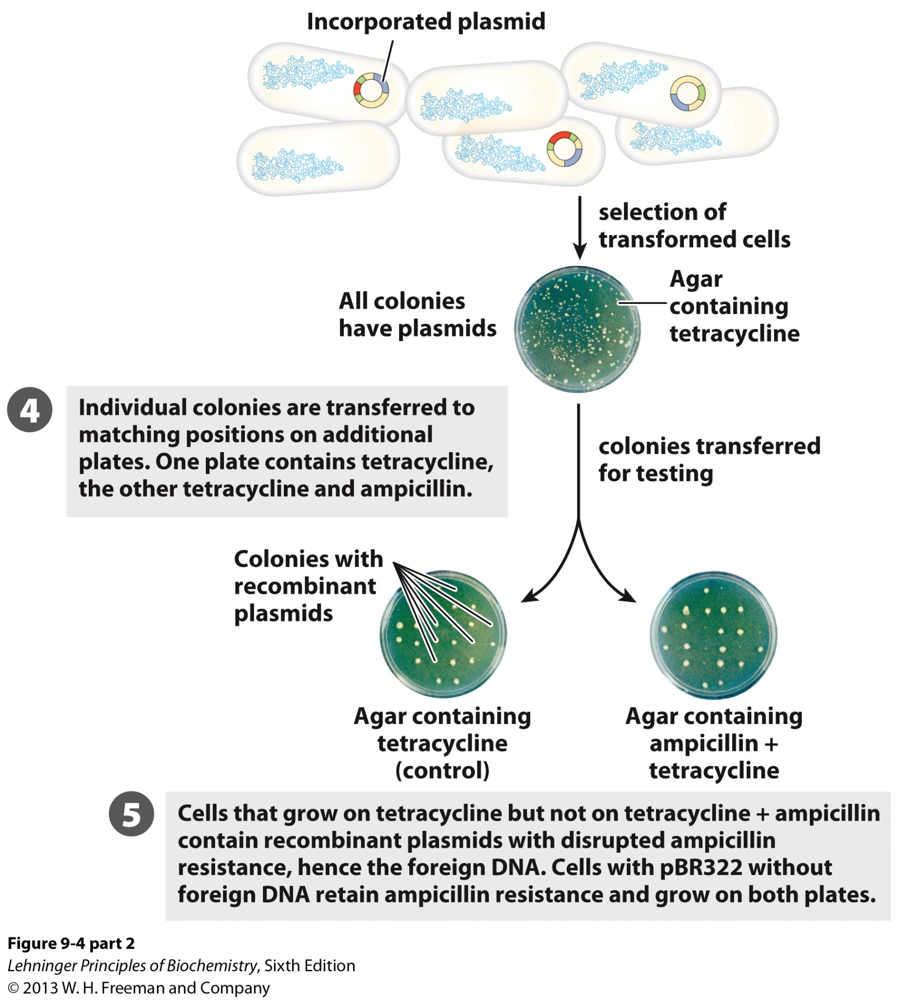 Incorporated plasmid
selection of
transformed cells
All colonies
have plasmids
Agar
containing
tetracycline
4
Individual colonies are transferred to
matching positions on additional
plates. One plate contains tetracycline,
the other tetracycline and ampicillin.
colonies transferred
for testing
Colonies with
recombinant
plasmids
Agar containing
tetracycline
(control)
Agar containing
ampicillin +
tetracycline
5
Cells that grow on tetracycline but not on tetracycline + ampicillin
contain recombinant plasmids with disrupted ampicillin
resistance, hence the foreign DNA. Cells with pBR322 without
foreign DNA retain ampicillin resistance and grow on both plates.
Figure 9-4 part 2
Lehninger Principles of Biochemistry, Sixth Edition
© 2013 W. H. Freeman and Company